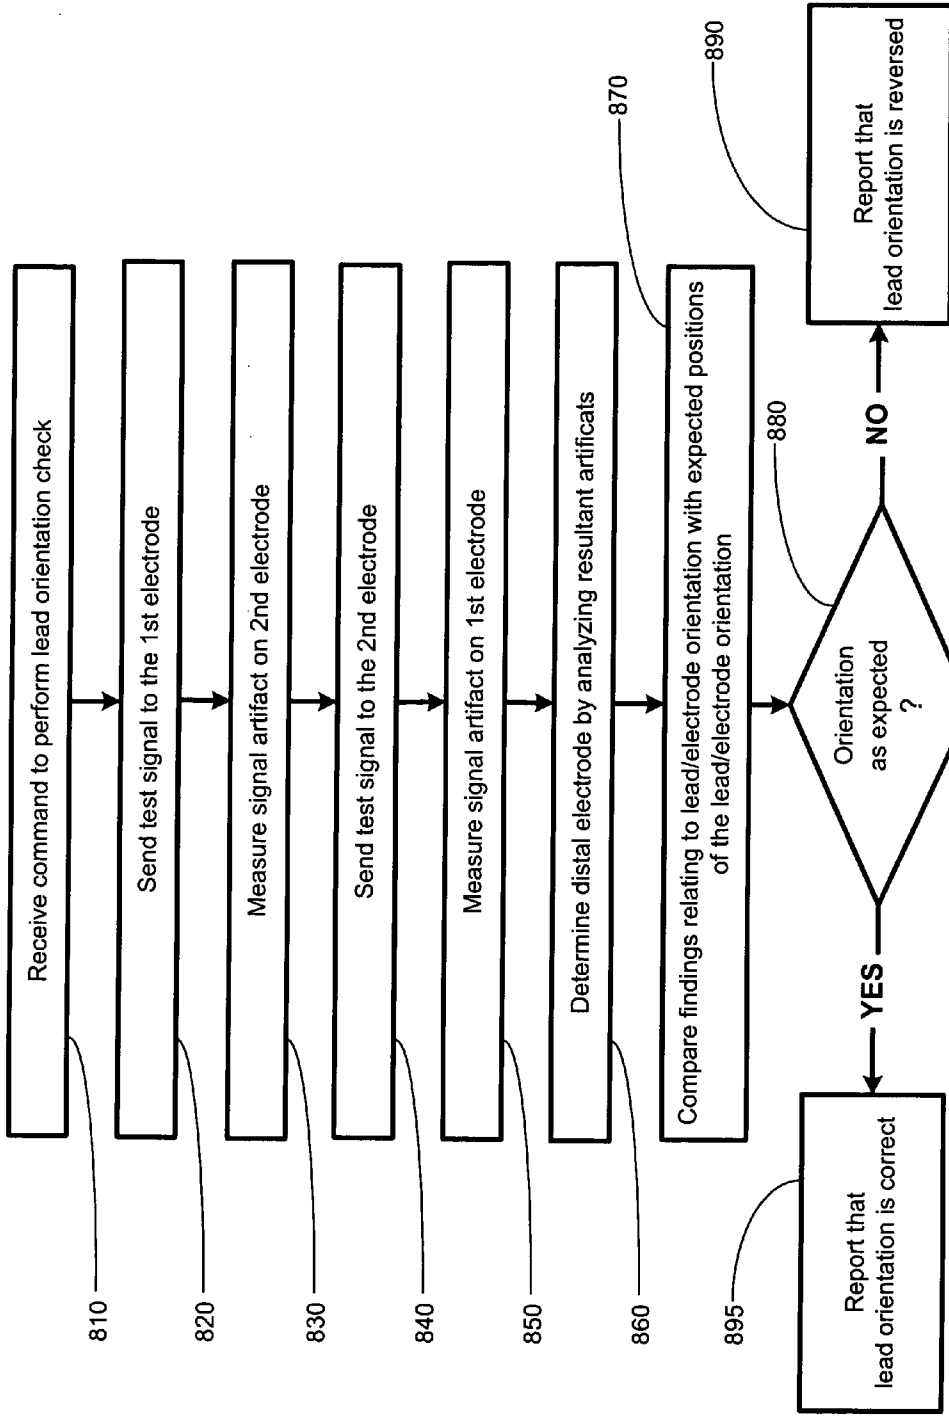 810
Receive command to perform lead orientation check
820
Send test signal to the 1st electrode
830
Measure signal artifact on 2nd electrode
840
Send test signal to the 2nd electrode
850
Measure signal artifact on 1st electrode
860
Determine distal electrode by analyzing resultant artificats
870
Compare findings relating to lead/electrode orientation with expected positions
of the lead/electrode orientation
880
Orientation
as expected
?
YES
NO
895
Report that
lead orientation is correct
890
Report that
lead orientation is reversed